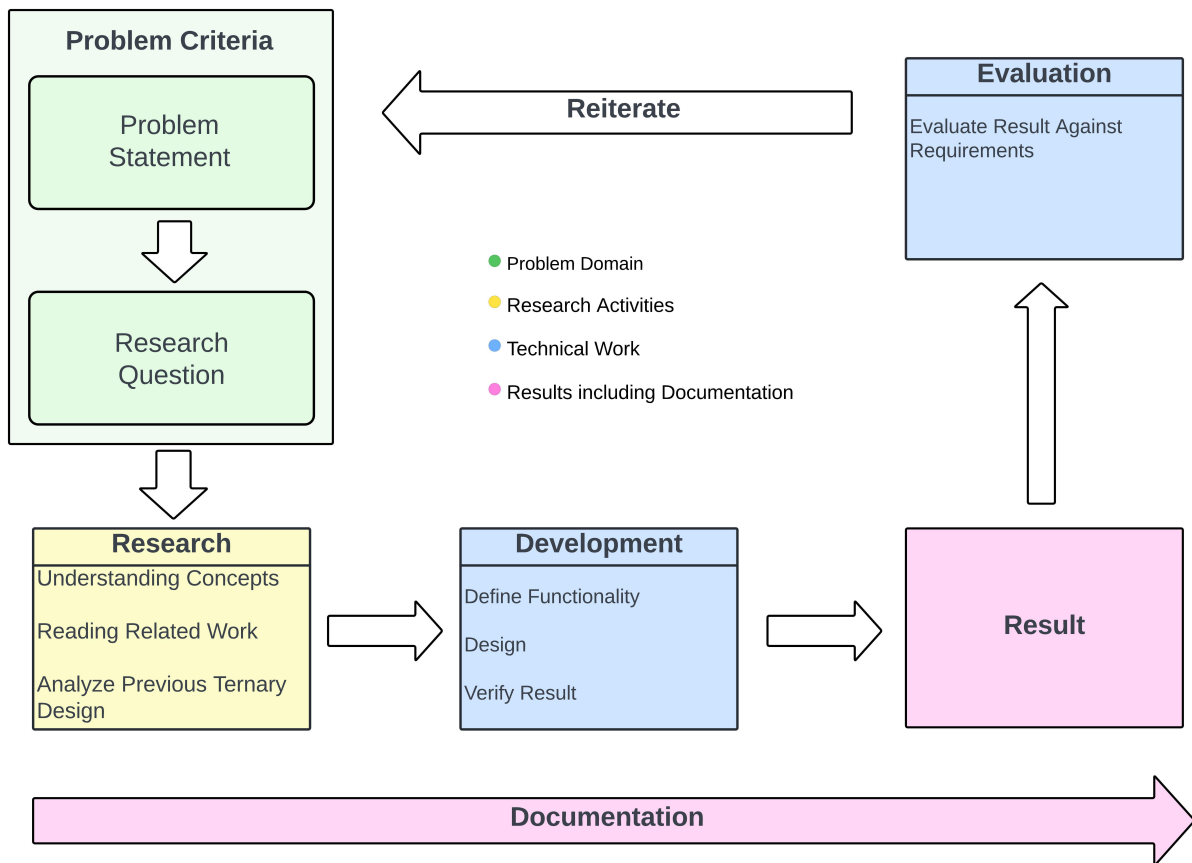 Problem Criteria
Problem
Statement
Research
Question
Reiterate
Evaluation
Evaluate Result Against
Requirements
Problem Domain
Research Activities
Technical Work
Results including Documentation
Research
Understanding Concepts
Reading Related Work
Analyze Previous Ternary
Design
Development
Define Functionality
Design
Verify Result
Result
Documentation